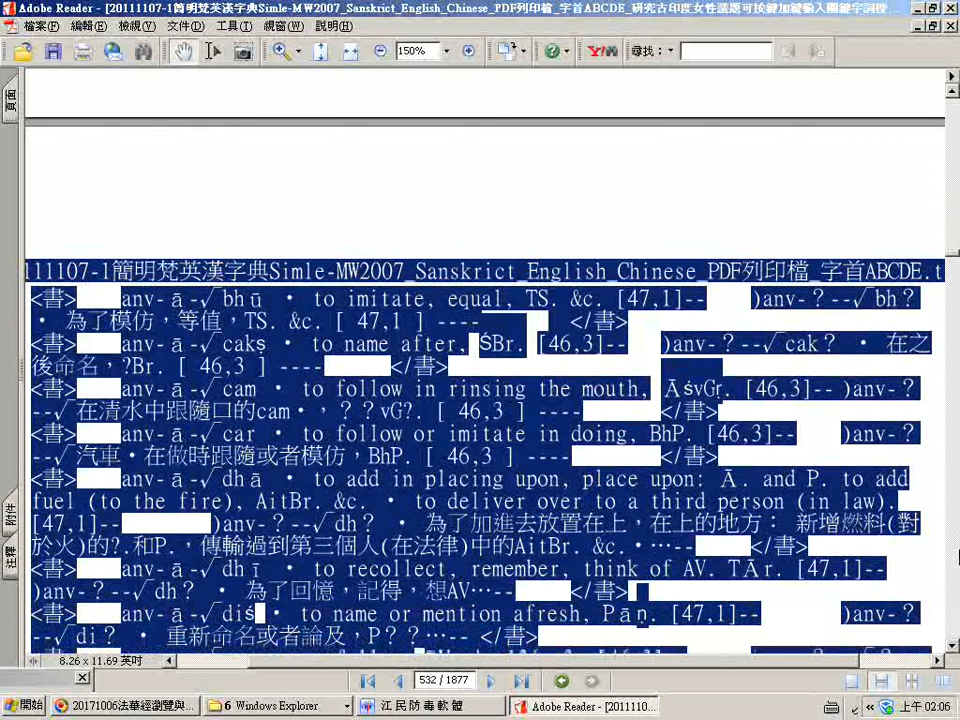 Adobe Reader - [20111107-1簡明梵英漢字典Simle-MW2007_Sanskrict_English_Chinese_PDF列印檔_字首ABCDE_研究古印度女性議題可按鍵加鍵輸入關鍵字詞搜
檔案(F) 編輯(E) 檢視(V) 文件(D) 工具(T) 視窗(W) 說明(H)
150% Y! 尋找:
頁面
111107-1簡明梵英漢字典Simle-MW2007_Sanskrict_English_Chinese_PDF列印檔_字首ABCDE.t
<書> anv-ā-√bhū • to imitate, equal, TS. &c. [47,1]-- )anv-?--√bh?
• 為了模仿，等值，TS. &c. [ 47,1 ] ---- </書>
<書> anv-ā-√cakṣ • to name after, ŚBr. [46,3]-- )anv-?--√cak? • 在之
後命名，?Br. [ 46,3 ] ---- </書>
<書> anv-ā-√cam • to follow in rinsing the mouth, ĀśvGr. [46,3]-- )anv-?
--√在清水中跟隨口的cam•，??vG?. [ 46,3 ] ---- </書>
<書> anv-ā-√car • to follow or imitate in doing, BhP. [46,3]-- )anv-?
--√汽車•在做時跟隨或者模仿，BhP. [ 46,3 ] ---- </書>
<書> anv-ā-√dhā • to add in placing upon, place upon: Ā. and P. to add
fuel (to the fire), AitBr. &c. • to deliver over to a third person (in law).
[47,1]-- )anv-?--√dh? • 為了加進去放置在上，在上的地方： 新增燃料(對
於火)的?.和P.，傳輸過到第三個人(在法律)中的AitBr. &c.•…-- </書>
<書> anv-ā-√dhī • to recollect, remember, think of AV. TĀr. [47,1]--
)anv-?--√dh? • 為了回憶，記得，想AV…-- </書>
<書> anv-ā-√diś • to name or mention afresh, Pāṇ. [47,1]-- )anv-?
--√di? • 重新命名或者論及，P??…-- </書>
附件
注釋
8.26 x 11.69 英吋
532 / 1877
開始 20171006法華經瀏覽與... 6 Windows Explorer 江民防毒軟體 Adobe Reader - [2011110... 上午 02:06